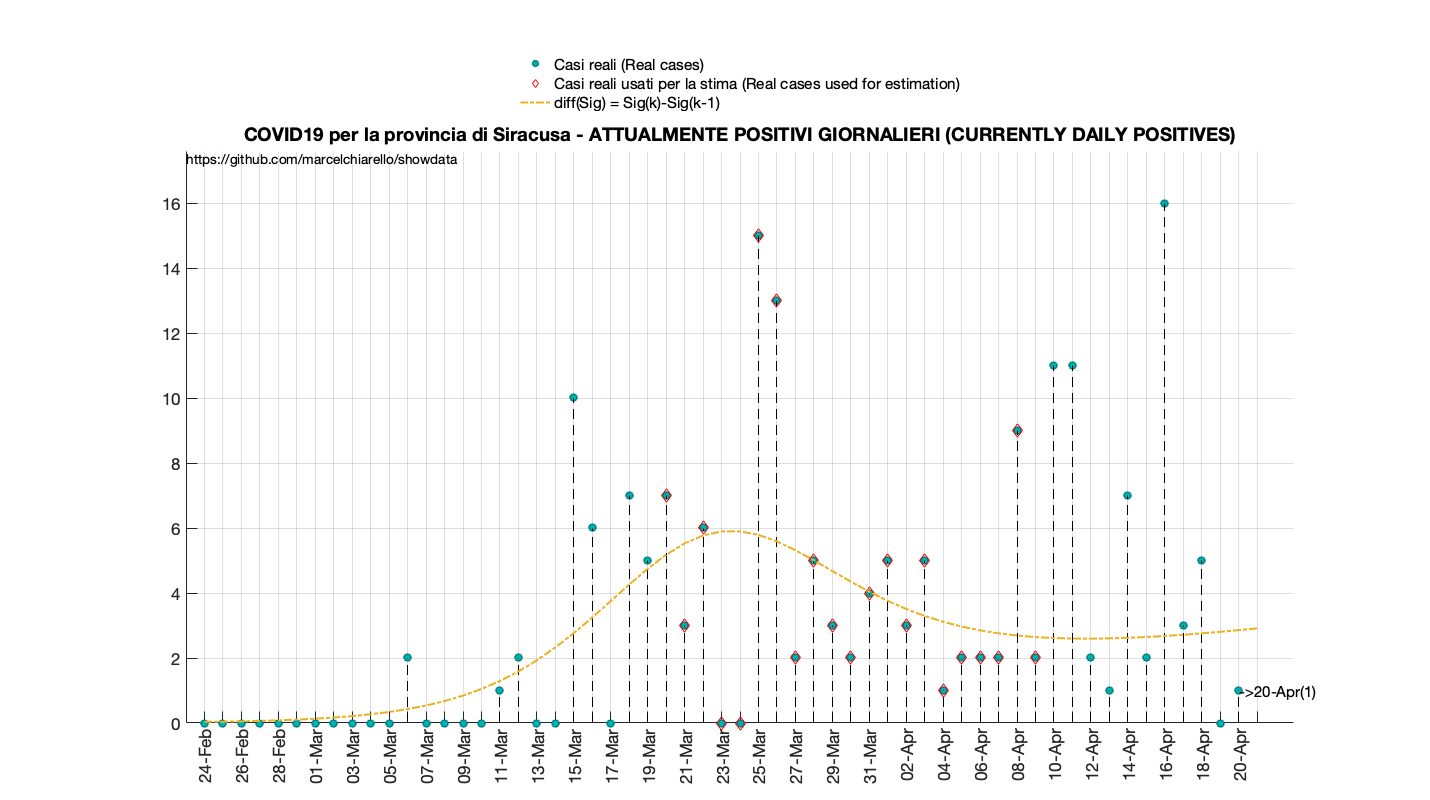 Casi reali (Real cases)
Casi reali usati per la stima (Real cases used for estimation)
diff(Sig) = Sig(k)-Sig(k-1)
COVID19 per la provincia di Siracusa - ATTUALMENTE POSITIVI GIORNALIERI (CURRENTLY DAILY POSITIVES)
https://github.com/marcelchiarello/showdata
16
14
12
10
8
6
4
2
0
->20-Apr(1)
24-Feb
26-Feb
28-Feb
01-Mar
03-Mar
05-Mar
07-Mar
09-Mar
11-Mar
13-Mar
15-Mar
17-Mar
19-Mar
21-Mar
23-Mar
25-Mar
27-Mar
29-Mar
31-Mar
02-Apr
04-Apr
06-Apr
08-Apr
10-Apr
12-Apr
14-Apr
16-Apr
18-Apr
20-Apr